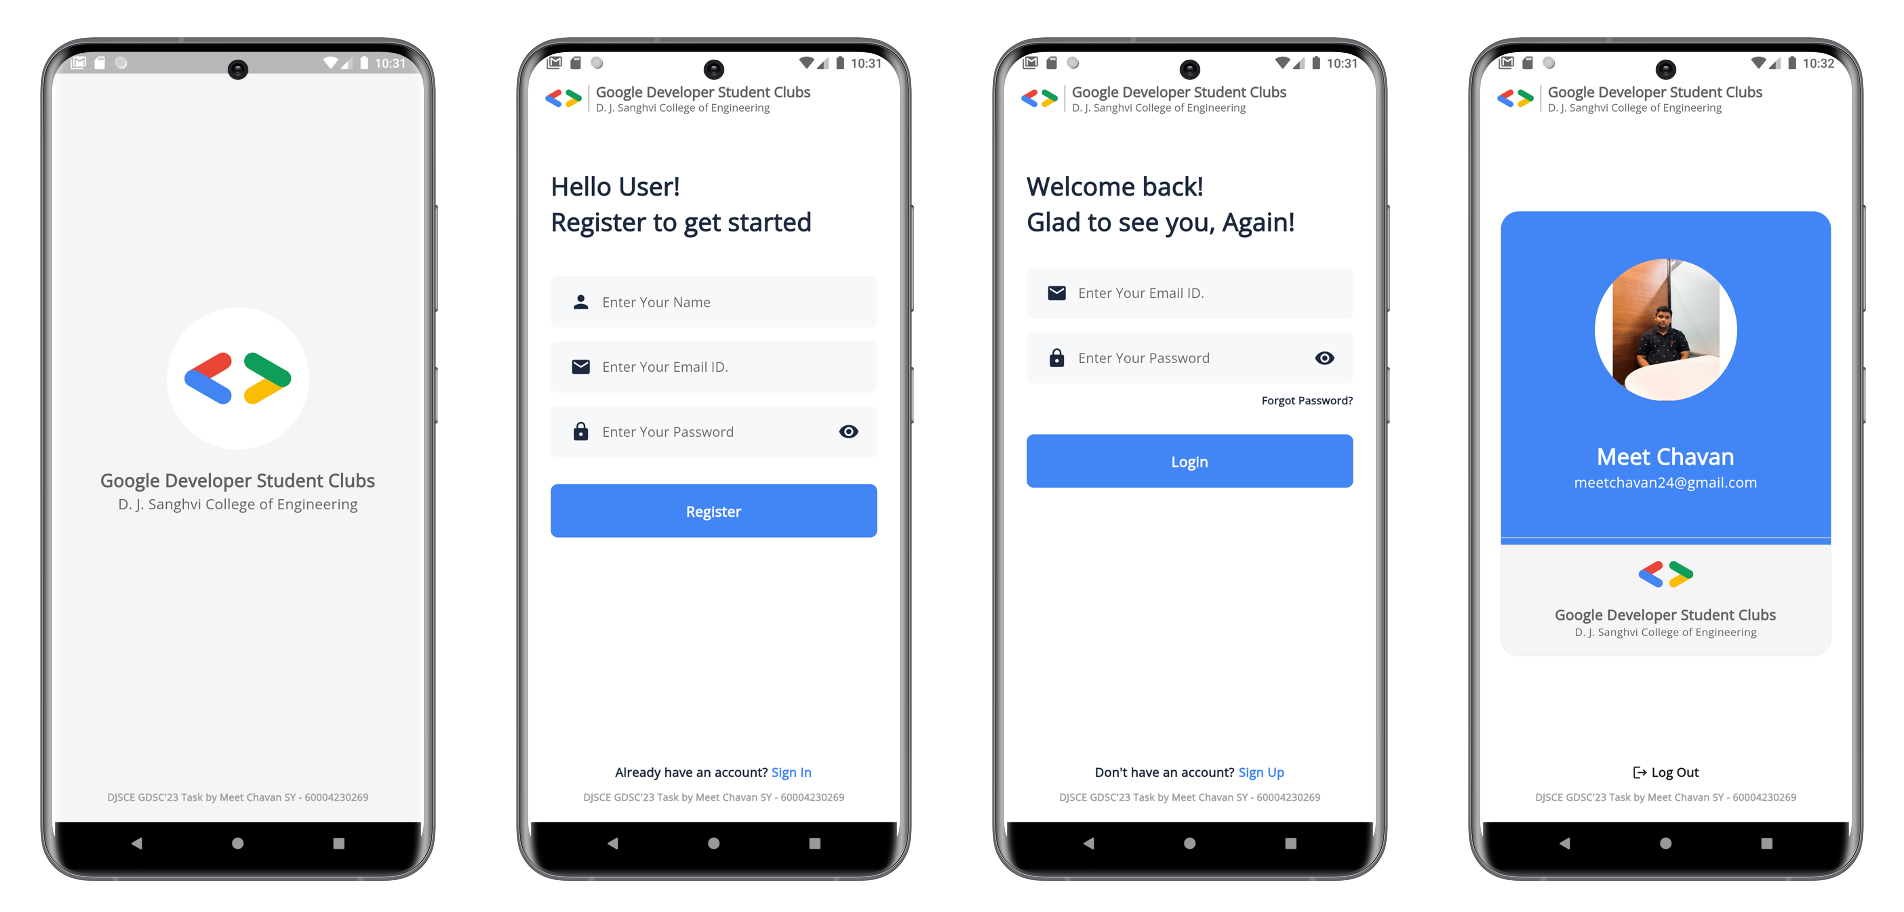 10:31
Google Developer Student Clubs
D. J. Sanghvi College of Engineering
DJSCE GDSC'23 Task by Meet Chavan SY - 60004230269
10:31
Google Developer Student Clubs
D. J. Sanghvi College of Engineering
Hello User!
Register to get started
Enter Your Name
Enter Your Email ID.
Enter Your Password
Register
Already have an account? Sign In
DJSCE GDSC'23 Task by Meet Chavan SY - 60004230269
10:31
Google Developer Student Clubs
D. J. Sanghvi College of Engineering
Welcome back!
Glad to see you, Again!
Enter Your Email ID.
Enter Your Password
Forgot Password?
Login
Don't have an account? Sign Up
DJSCE GDSC'23 Task by Meet Chavan SY - 60004230269
10:32
Google Developer Student Clubs
D. J. Sanghvi College of Engineering
Meet Chavan
meetchavan24@gmail.com
Google Developer Student Clubs
D. J. Sanghvi College of Engineering
Log Out
DJSCE GDSC'23 Task by Meet Chavan SY - 60004230269